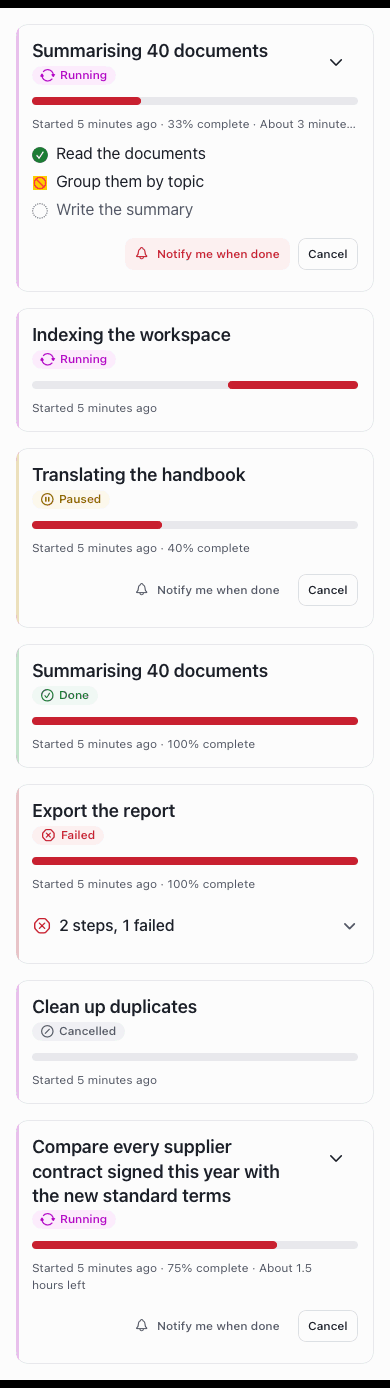 Summarising 40 documents
Running
Started 5 minutes ago · 33% complete · About 3 minute…
Read the documents
Group them by topic
Write the summary
Notify me when done
Cancel
Indexing the workspace
Running
Started 5 minutes ago
Translating the handbook
Paused
Started 5 minutes ago · 40% complete
Notify me when done
Cancel
Summarising 40 documents
Done
Started 5 minutes ago · 100% complete
Export the report
Failed
Started 5 minutes ago · 100% complete
2 steps, 1 failed
Clean up duplicates
Cancelled
Started 5 minutes ago
Compare every supplier
contract signed this year with
the new standard terms
Running
Started 5 minutes ago · 75% complete · About 1.5
hours left
Notify me when done
Cancel